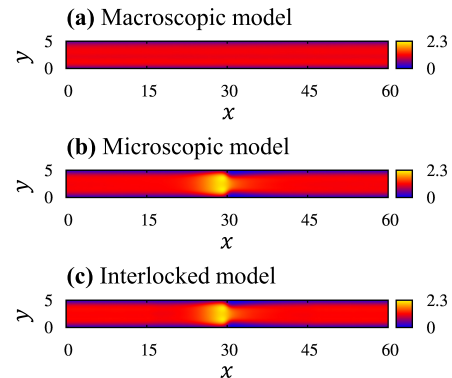 (a) Macroscopic model
5 2.3
y
0 0
0 15 30 45 60
x
(b) Microscopic model
5 2.3
y
0 0
0 15 30 45 60
x
(c) Interlocked model
5 2.3
y
0 0
0 15 30 45 60
x